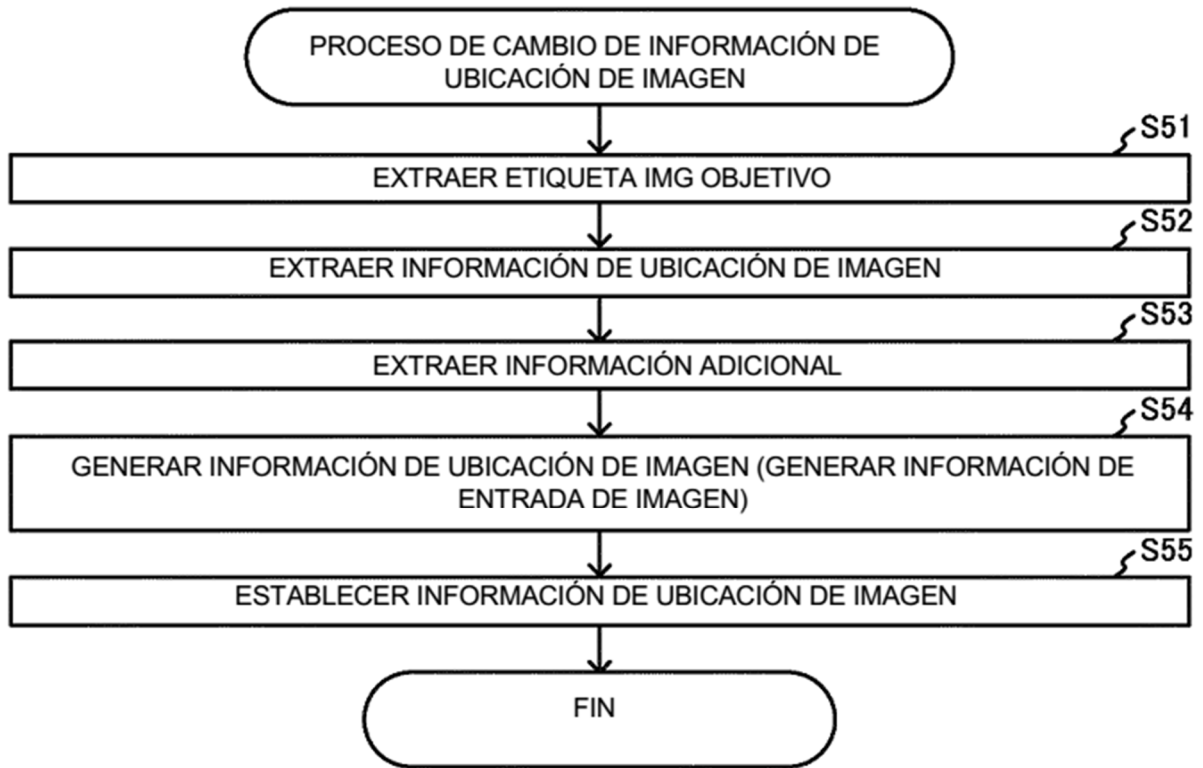 PROCESO DE CAMBIO DE INFORMACIÓN DE
UBICACIÓN DE IMAGEN
S51
EXTRAER ETIQUETA IMG OBJETIVO
S52
EXTRAER INFORMACIÓN DE UBICACIÓN DE IMAGEN
S53
EXTRAER INFORMACIÓN ADICIONAL
S54
GENERAR INFORMACIÓN DE UBICACIÓN DE IMAGEN (GENERAR INFORMACIÓN DE
ENTRADA DE IMAGEN)
S55
ESTABLECER INFORMACIÓN DE UBICACIÓN DE IMAGEN
FIN